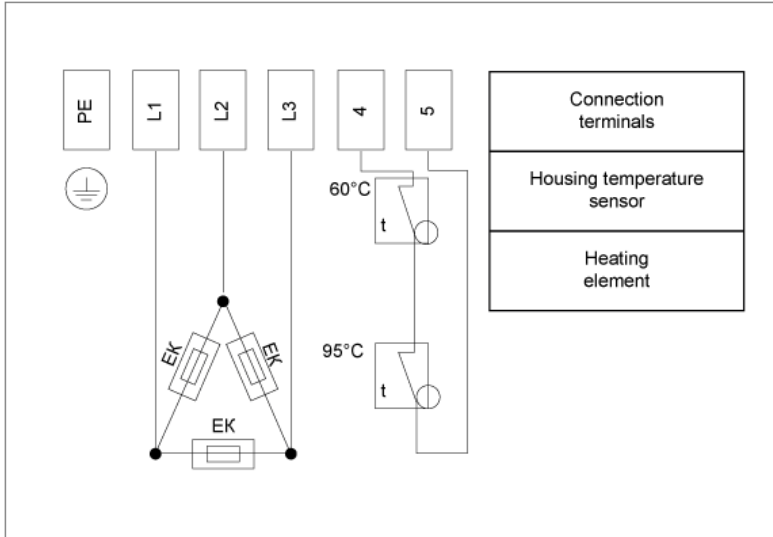 PE
L1
L2
L3
4
5
Connection
terminals
60°C
t
Housing temperature
sensor
Heating
element
95°C
t
EK
EK
EK